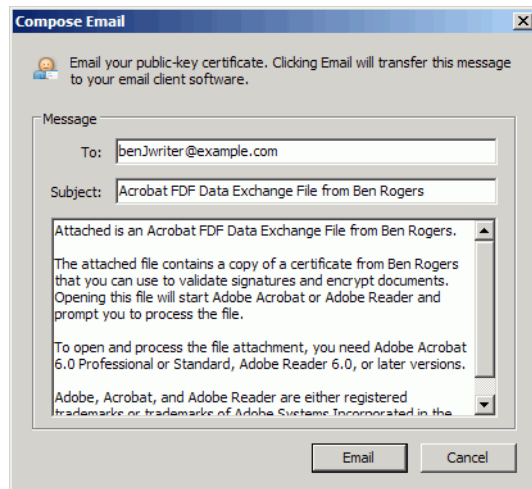 Compose Email
Email your public-key certificate. Clicking Email will transfer this message
to your email client software.
Message
To: benJwriter@example.com
Subject: Acrobat FDF Data Exchange File from Ben Rogers
Attached is an Acrobat FDF Data Exchange File from Ben Rogers.
The attached file contains a copy of a certificate from Ben Rogers
that you can use to validate signatures and encrypt documents.
Opening this file will start Adobe Acrobat or Adobe Reader and
prompt you to process the file.
To open and process the file attachment, you need Adobe Acrobat
6.0 Professional or Standard, Adobe Reader 6.0, or later versions.
Adobe, Acrobat, and Adobe Reader are either registered
trademarks or trademarks of Adobe Systems Incorporated in the
Email Cancel